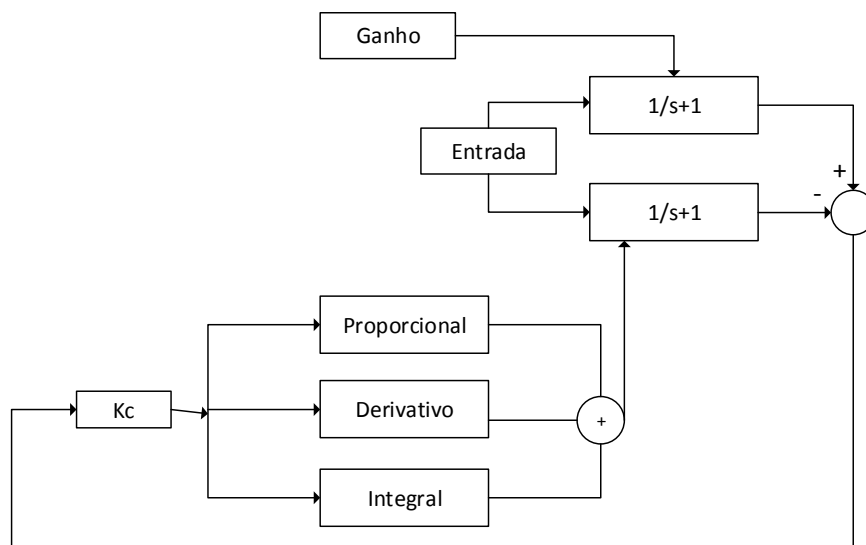 Ganho
1/s+1
Entrada
+
-
1/s+1
Proporcional
Kc
Derivativo
+
Integral